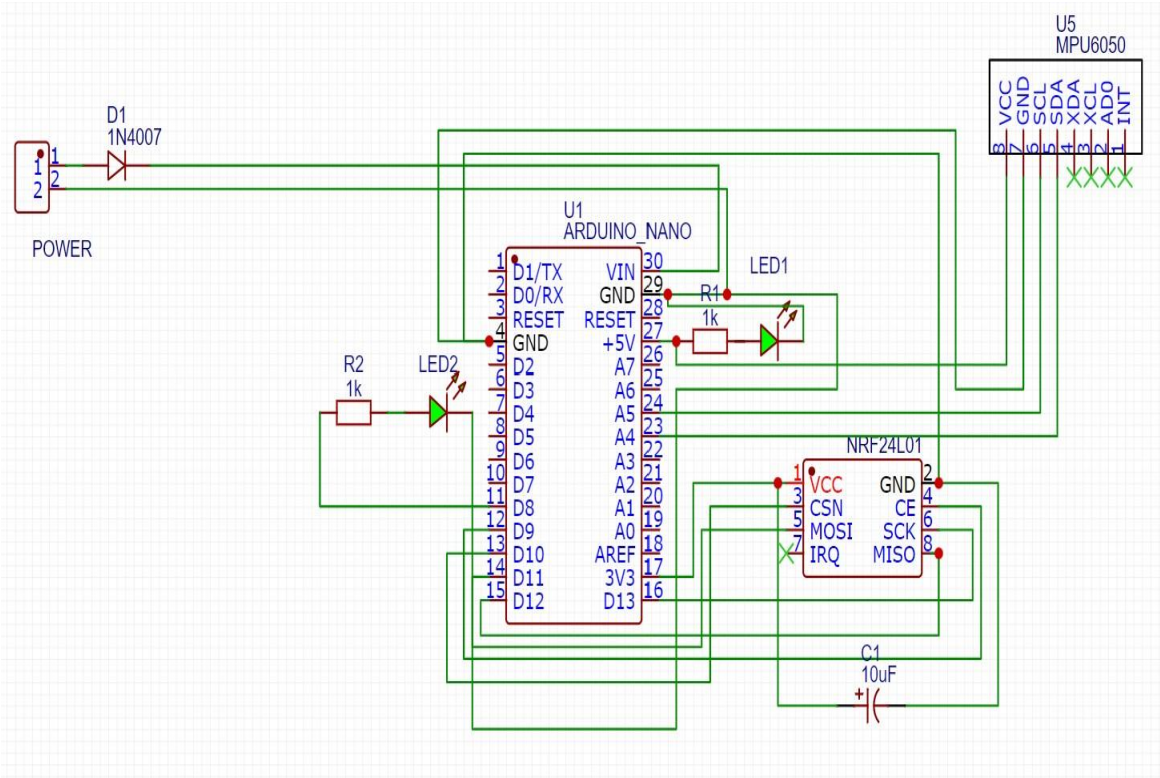 U5
MPU6050
VCC
GND
SCL
SDA
XDA
XCL
AD0
INT
8
7
6
5
4
3
2
1
D1
1N4007
1 1
2 2
POWER
U1
ARDUINO_NANO
1 D1/TX VIN 30
2 D0/RX GND 29
3 RESET RESET 28
4 GND +5V 27
5 D2 A7 26
6 D3 A6 25
7 D4 A5 24
8 D5 A4 23
9 D6 A3 22
10 D7 A2 21
11 D8 A1 20
12 D9 A0 19
13 D10 AREF 18
14 D11 3V3 17
15 D12 D13 16
LED1
R1
1k
R2
1k
LED2
NRF24L01
1 VCC GND 2
3 CSN CE 4
5 MOSI SCK 6
7 IRQ MISO 8
C1
10uF
+